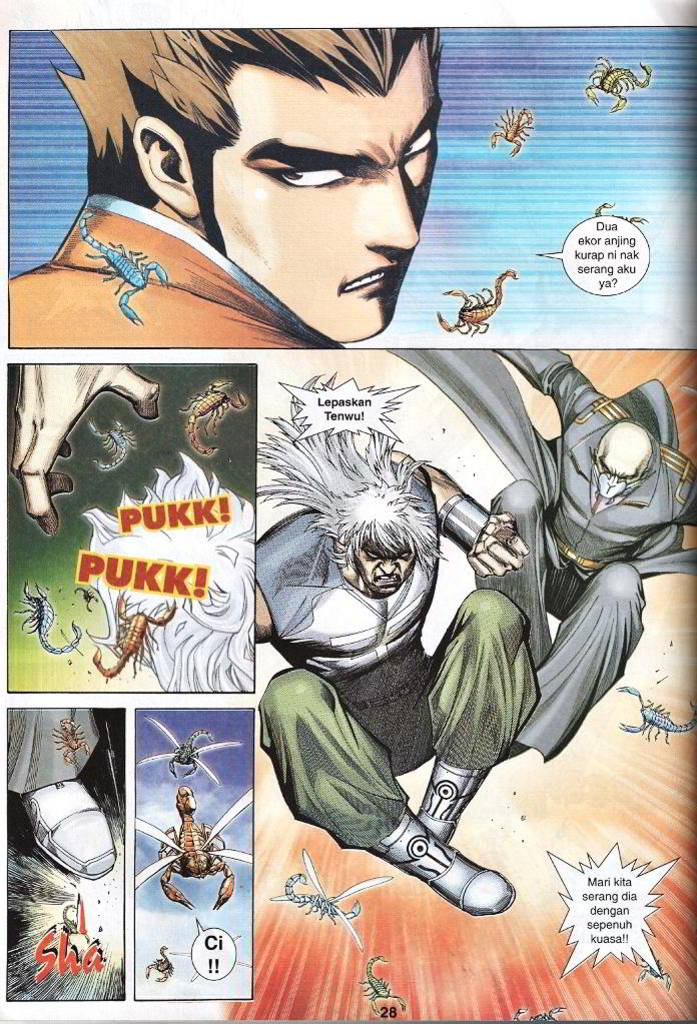 Dua
ekor anjing
kurap ni nak
serang aku
ya?
Lepaskan
Tenwu!
PUKK!
PUKK!
Mari kita
serang dia
dengan
sepenuh
kuasa!!
Sha
Ci
!!
28